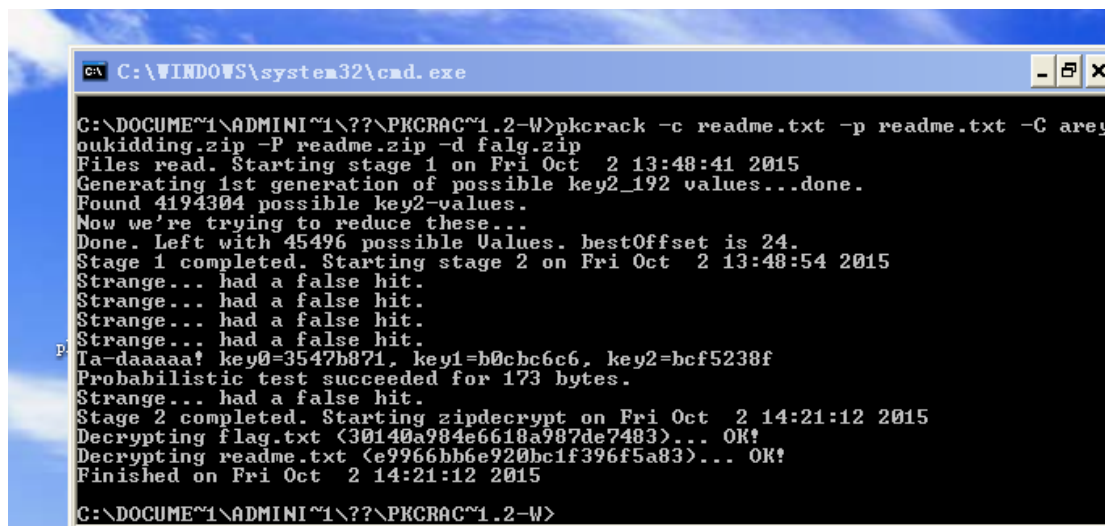 C:\WINDOWS\system32\cmd.exe
C:\DOCUME~1\ADMINI~1\??\PKCRAC~1.2-W>pkcrack -c readme.txt -p readme.txt -C arey
oukidding.zip -P readme.zip -d falg.zip
Files read. Starting stage 1 on Fri Oct  2 13:48:41 2015
Generating 1st generation of possible key2_192 values...done.
Found 4194304 possible key2-values.
Now we're trying to reduce these...
Done. Left with 45496 possible Values. bestOffset is 24.
Stage 1 completed. Starting stage 2 on Fri Oct  2 13:48:54 2015
Strange... had a false hit.
Strange... had a false hit.
Strange... had a false hit.
Strange... had a false hit.
Ta-daaaaa! key0=3547b871, key1=b0cbc6c6, key2=bcf5238f
Probabilistic test succeeded for 173 bytes.
Strange... had a false hit.
Stage 2 completed. Starting zipdecrypt on Fri Oct  2 14:21:12 2015
Decrypting flag.txt (30140a984e6618a987de7483)... OK!
Decrypting readme.txt (e9966bb6e920bc1f396f5a83)... OK!
Finished on Fri Oct  2 14:21:12 2015
C:\DOCUME~1\ADMINI~1\??\PKCRAC~1.2-W>